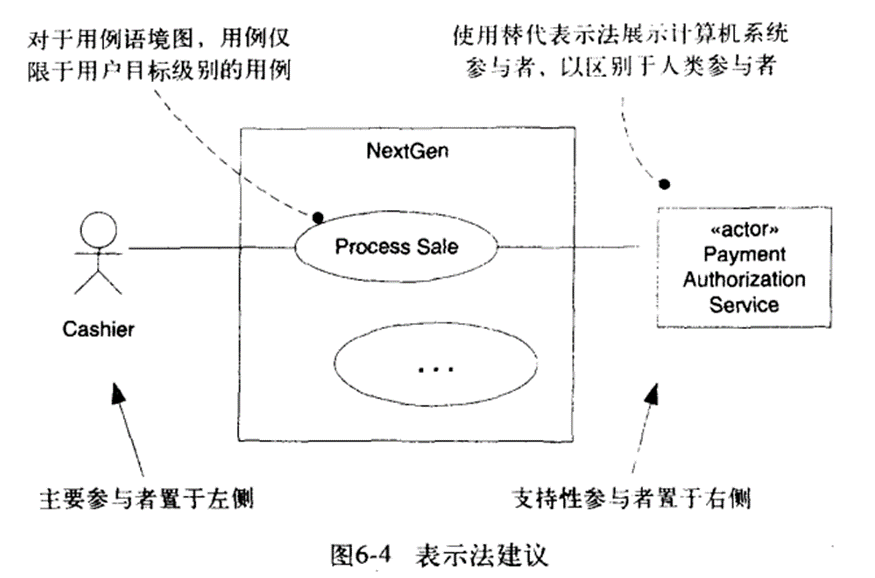 对于用例语境图，用例仅
限于用户目标级别的用例
使用替代表示法展示计算机系统
参与者，以区别于人类参与者
NextGen
Process Sale
«actor»
Payment
Authorization
Service
Cashier
...
主要参与者置于左侧
支持性参与者置于右侧
图6-4 表示法建议